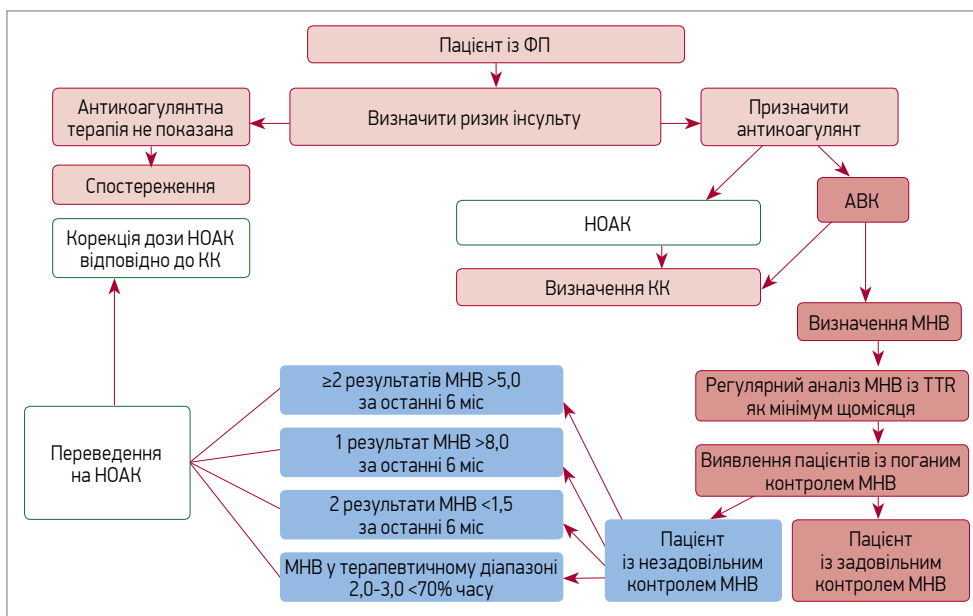 Пацієнт із ФП
Антикоагулянтна
терапія не показана
Визначити ризик інсульту
Призначити
антикоагулянт
Спостереження
АВК
Корекція дози НОАК
відповідно до КК
НОАК
Визначення КК
Визначення МНВ
≥2 результатів МНВ >5,0
за останні 6 міс
Регулярний аналіз МНВ із TTR
як мінімум щомісяця
1 результат МНВ >8,0
за останні 6 міс
Переведення
на НОАК
Виявлення пацієнтів із поганим
контролем МНВ
2 результати МНВ <1,5
за останні 6 міс
Пацієнт
із незадовільним
контролем МНВ
Пацієнт
із задовільним
контролем МНВ
МНВ у терапевтичному діапазоні
2,0-3,0 <70% часу